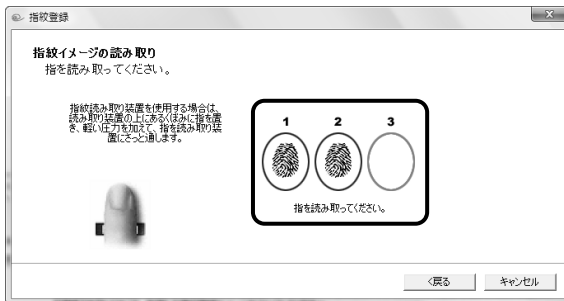 指紋登録
指紋イメージの読み取り
指を読み取ってください。
指紋読み取り装置を使用する場合は、
読み取り装置の上にあるくぼみに指を置
き、軽い圧力を加えて、指を読み取り装
置にさっと通します。
1 2 3
指を読み取ってください。
<戻る キャンセル